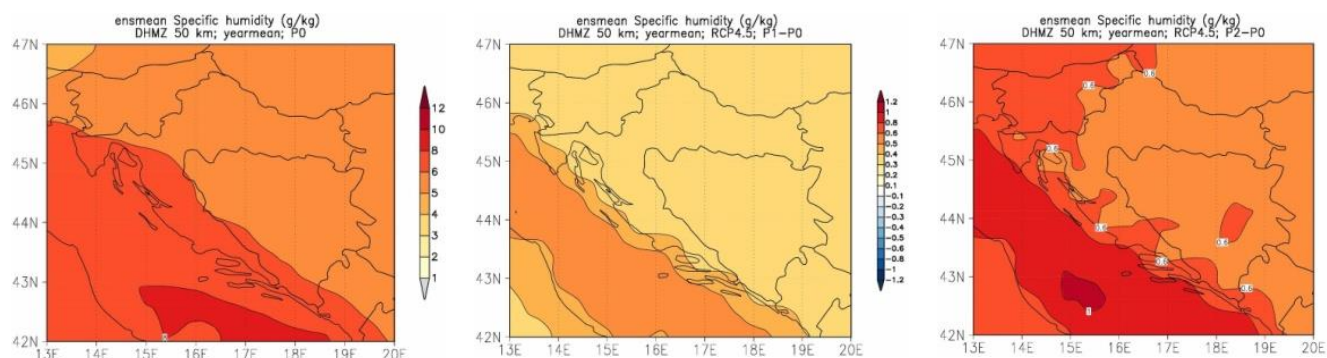 ensmean Specific humidity (g/kg)
DHMZ 50 km; yearmean; P0
47N
46N
45N
44N
43N
42N
13E
14E
15E
16E
17E
18E
19E
20E
8
12
10
8
6
5
4
3
2
1
ensmean Specific humidity (g/kg)
DHMZ 50 km; yearmean; RCP4.5; P1-P0
47N
46N
45N
44N
43N
42N
13E
14E
15E
16E
17E
18E
19E
20E
1.2
1
0.8
0.6
0.5
0.4
0.3
0.2
0.1
-0.1
-0.2
-0.3
-0.4
-0.5
-0.6
-0.8
-1
-1.2
ensmean Specific humidity (g/kg)
DHMZ 50 km; yearmean; RCP4.5; P2-P0
47N
46N
45N
44N
43N
42N
13E
14E
15E
16E
17E
18E
19E
20E
0.6
0.6
0.6
0.6
0.6
0.6
0.6
1